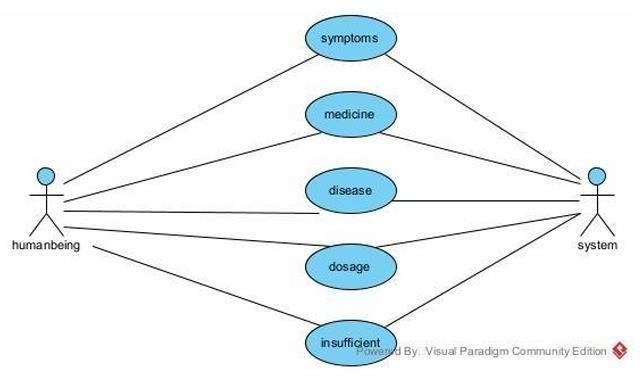 symptoms
medicine
disease
humanbeing
system
dosage
insufficient
Powered By: Visual Paradigm Community Edition